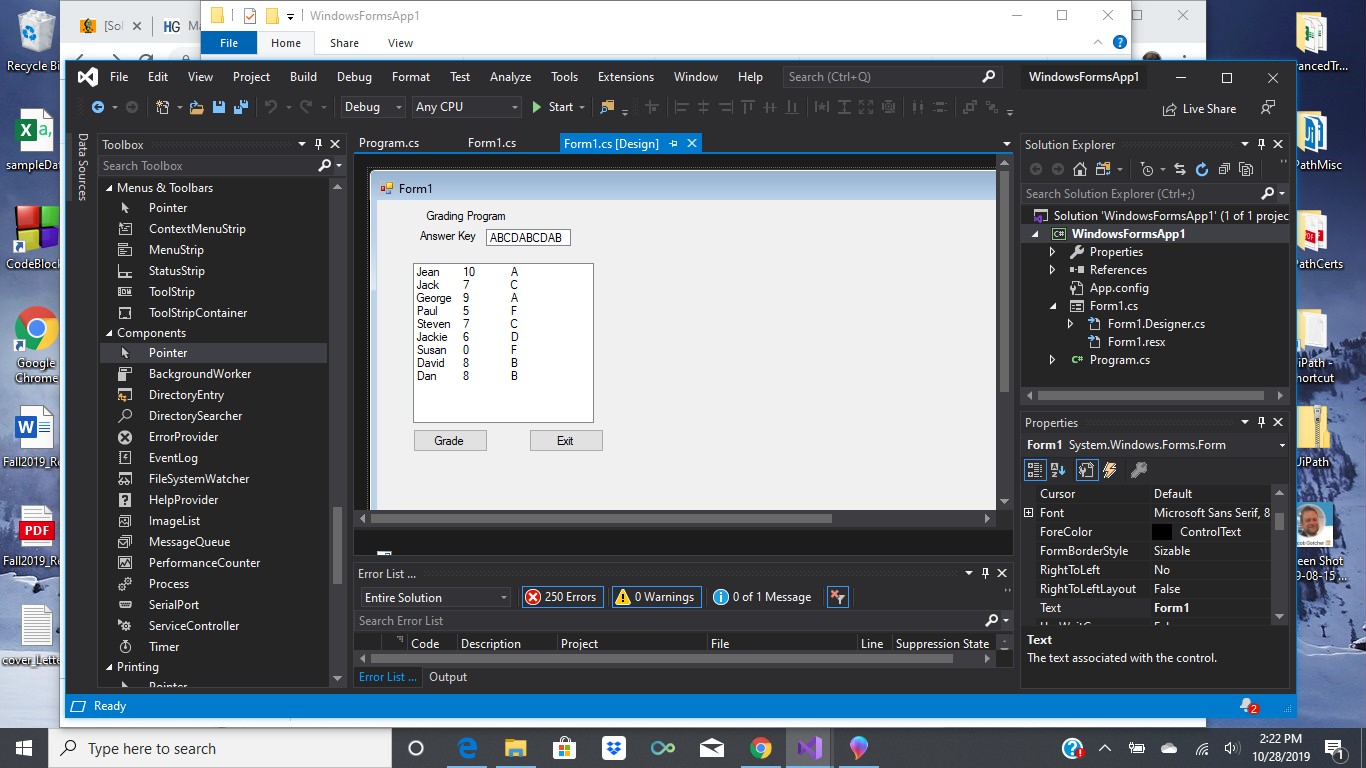 Recycle Bi
sampleDat
CodeBlock
Google
Chrome
Fall2019_R
PDF
Fall2019_R
cover_Lette
[Sol
HG
Ma
WindowsFormsApp1
File
Home
Share
View
File
Edit
View
Project
Build
Debug
Format
Test
Analyze
Tools
Extensions
Window
Help
Search (Ctrl+Q)
WindowsFormsApp1
Debug
Any CPU
Start
Live Share
Data Sources
Toolbox
Search Toolbox
Menus & Toolbars
Pointer
ContextMenuStrip
MenuStrip
StatusStrip
ToolStrip
ToolStripContainer
Components
Pointer
BackgroundWorker
DirectoryEntry
DirectorySearcher
ErrorProvider
EventLog
FileSystemWatcher
HelpProvider
ImageList
MessageQueue
PerformanceCounter
Process
SerialPort
ServiceController
Timer
Printing
Pointer
Program.cs
Form1.cs
Form1.cs [Design]
Form1
Grading Program
Answer Key ABCDABCDAB
Jean 10 A
Jack 7 C
George 9 A
Paul 5 F
Steven 7 C
Jackie 6 D
Susan 0 F
David 8 B
Dan 8 B
Grade
Exit
Error List ...
Entire Solution
250 Errors
0 Warnings
0 of 1 Message
Search Error List
Code
Description
Project
File
Line
Suppression State
Error List ...
Output
Solution Explorer
Search Solution Explorer (Ctrl+;)
Solution 'WindowsFormsApp1' (1 of 1 projec
C# WindowsFormsApp1
Properties
References
App.config
Form1.cs
Form1.Designer.cs
Form1.resx
C# Program.cs
Properties
Form1 System.Windows.Forms.Form
Cursor Default
Font Microsoft Sans Serif, 8
ForeColor ControlText
FormBorderStyle Sizable
RightToLeft No
RightToLeftLayout False
Text Form1
Text
The text associated with the control.
Ready
2
ancedTr...
PathMisc
PathCerts
iPath -
hortcut
UiPath
een Shot
9-08-15 ...
Type here to search
2:22 PM
10/28/2019
1